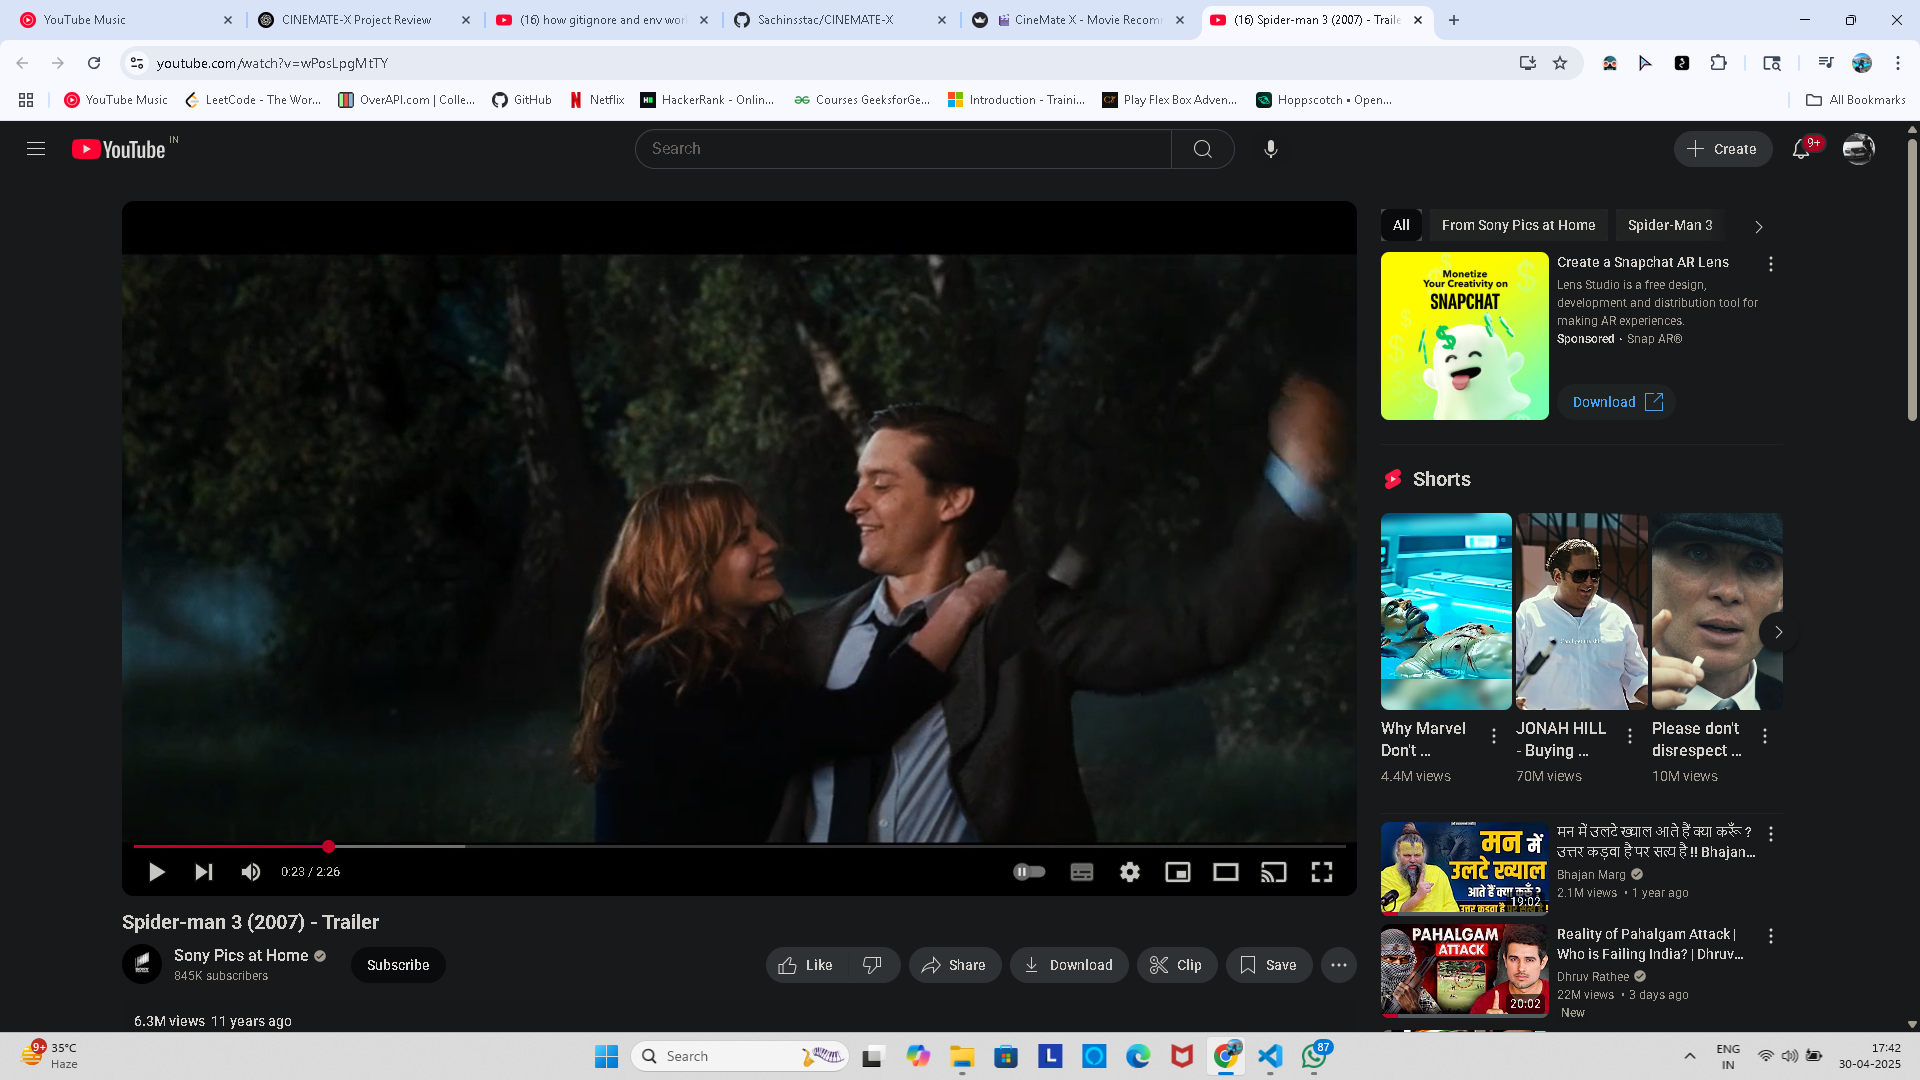 YouTube Music
CINEMATE-X Project Review
(16) how gitignore and env wor
Sachinsstac/CINEMATE-X
CineMate X - Movie Recom
(16) Spider-man 3 (2007) - Traile
youtube.com/watch?v=wPosLpgMtTY
YouTube Music
LeetCode - The Wor...
OverAPI.com | Colle...
GitHub
Netflix
HackerRank - Onlin...
Courses GeeksforGe...
Introduction - Traini...
Play Flex Box Adven...
Hoppscotch • Open...
All Bookmarks
YouTube IN
Search
Create
9+
All
From Sony Pics at Home
Spider-Man 3
Monetize
Your Creativity on
SNAPCHAT
Create a Snapchat AR Lens
Lens Studio is a free design,
development and distribution tool for
making AR experiences.
Sponsored · Snap AR®
Download
Shorts
Why Marvel
Don't ...
4.4M views
JONAH HILL
- Buying ...
70M views
Please don't
disrespect ...
10M views
मन में
उलटे ख्याल
आते हैं क्या करूँ ?
19:02
मन में उलटे ख्याल आते हैं क्या करूँ ?
उत्तर कड़वा है पर सत्य है !! Bhajan...
Bhajan Marg
2.1M views • 1 year ago
PAHALGAM
ATTACK
20:02
Reality of Pahalgam Attack |
Who is Failing India? | Dhruv...
Dhruv Rathee
22M views • 3 days ago
New
0:23 / 2:26
Spider-man 3 (2007) - Trailer
Sony Pics at Home
845K subscribers
Subscribe
Like
Share
Download
Clip
Save
6.3M views 11 years ago
9+
35°C
Haze
Search
L
87
ENG
IN
17:42
30-04-2025